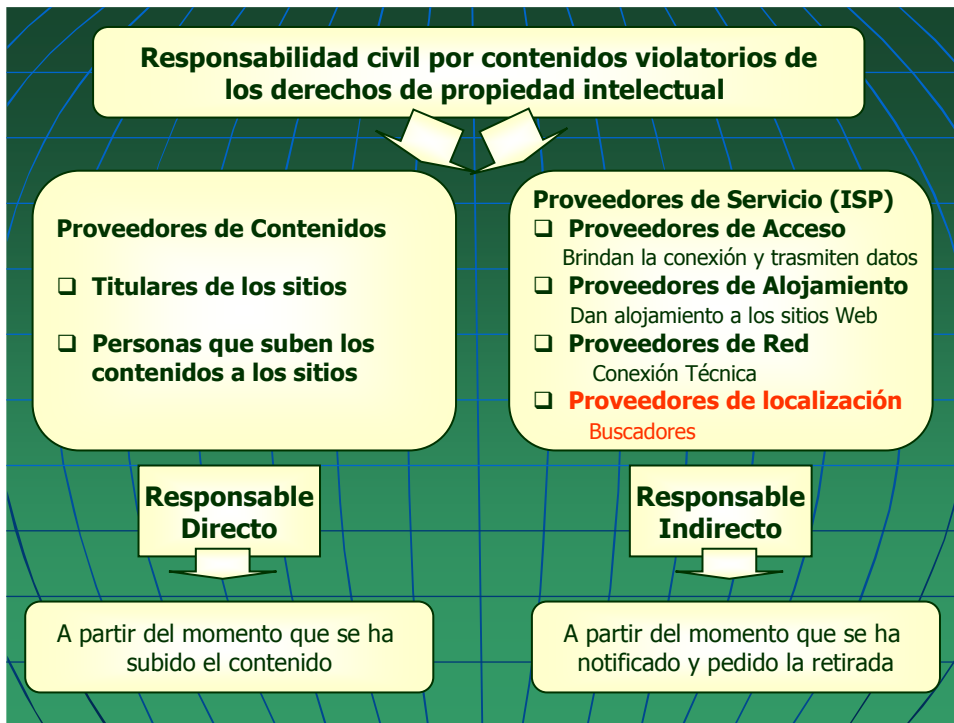 Responsabilidad civil por contenidos violatorios de
los derechos de propiedad intelectual
Proveedores de Contenidos
❑ Titulares de los sitios
❑ Personas que suben los
contenidos a los sitios
Responsable
Directo
A partir del momento que se ha
subido el contenido
Proveedores de Servicio (ISP)
❑ Proveedores de Acceso
Brindan la conexión y trasmiten datos
❑ Proveedores de Alojamiento
Dan alojamiento a los sitios Web
❑ Proveedores de Red
Conexión Técnica
❑ Proveedores de localización
Buscadores
Responsable
Indirecto
A partir del momento que se ha
notificado y pedido la retirada